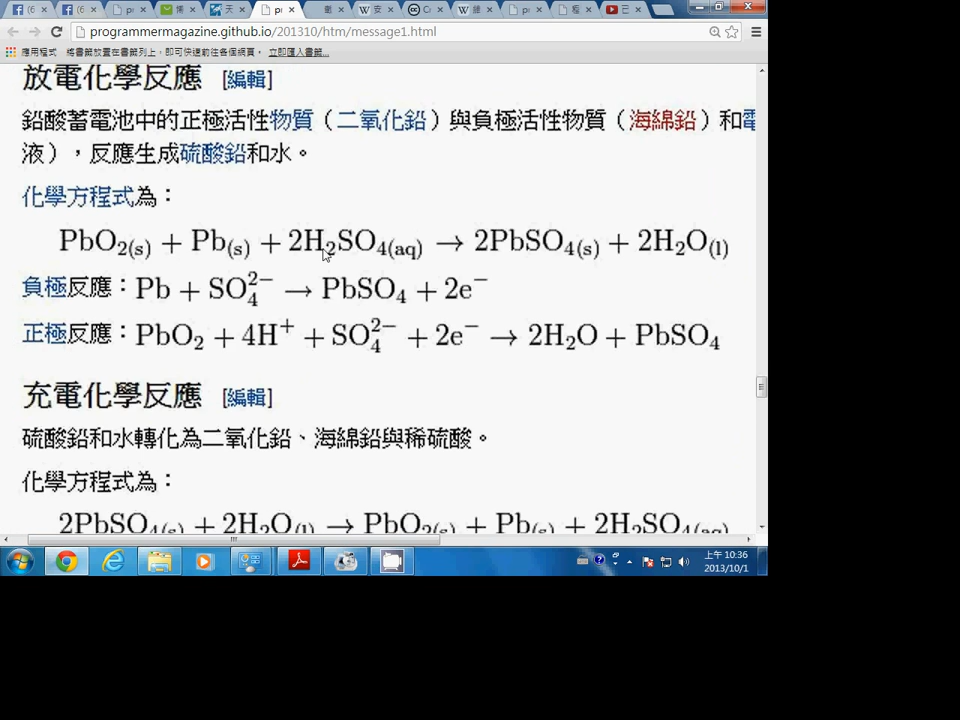 programmermagazine.github.io/201310/htm/message1.html
應用程式 將書籤放置在書籤列上，即可快速前往各個網頁。 立即匯入書籤...
放電化學反應 [編輯]
鉛酸蓄電池中的正極活性物質（二氧化鉛）與負極活性物質（海綿鉛）和電
液），反應生成硫酸鉛和水。
化學方程式為：
PbO₂(s) + Pb(s) + 2H₂SO₄(aq) → 2PbSO₄(s) + 2H₂O(l)
負極反應：Pb + SO₄²⁻ → PbSO₄ + 2e⁻
正極反應：PbO₂ + 4H⁺ + SO₄²⁻ + 2e⁻ → 2H₂O + PbSO₄
充電化學反應 [編輯]
硫酸鉛和水轉化為二氧化鉛、海綿鉛與稀硫酸。
化學方程式為：
2PbSO₄(s) + 2H₂O(l) → PbO₂(s) + Pb(s) + 2H₂SO₄(aq)
上午 10:36
2013/10/1